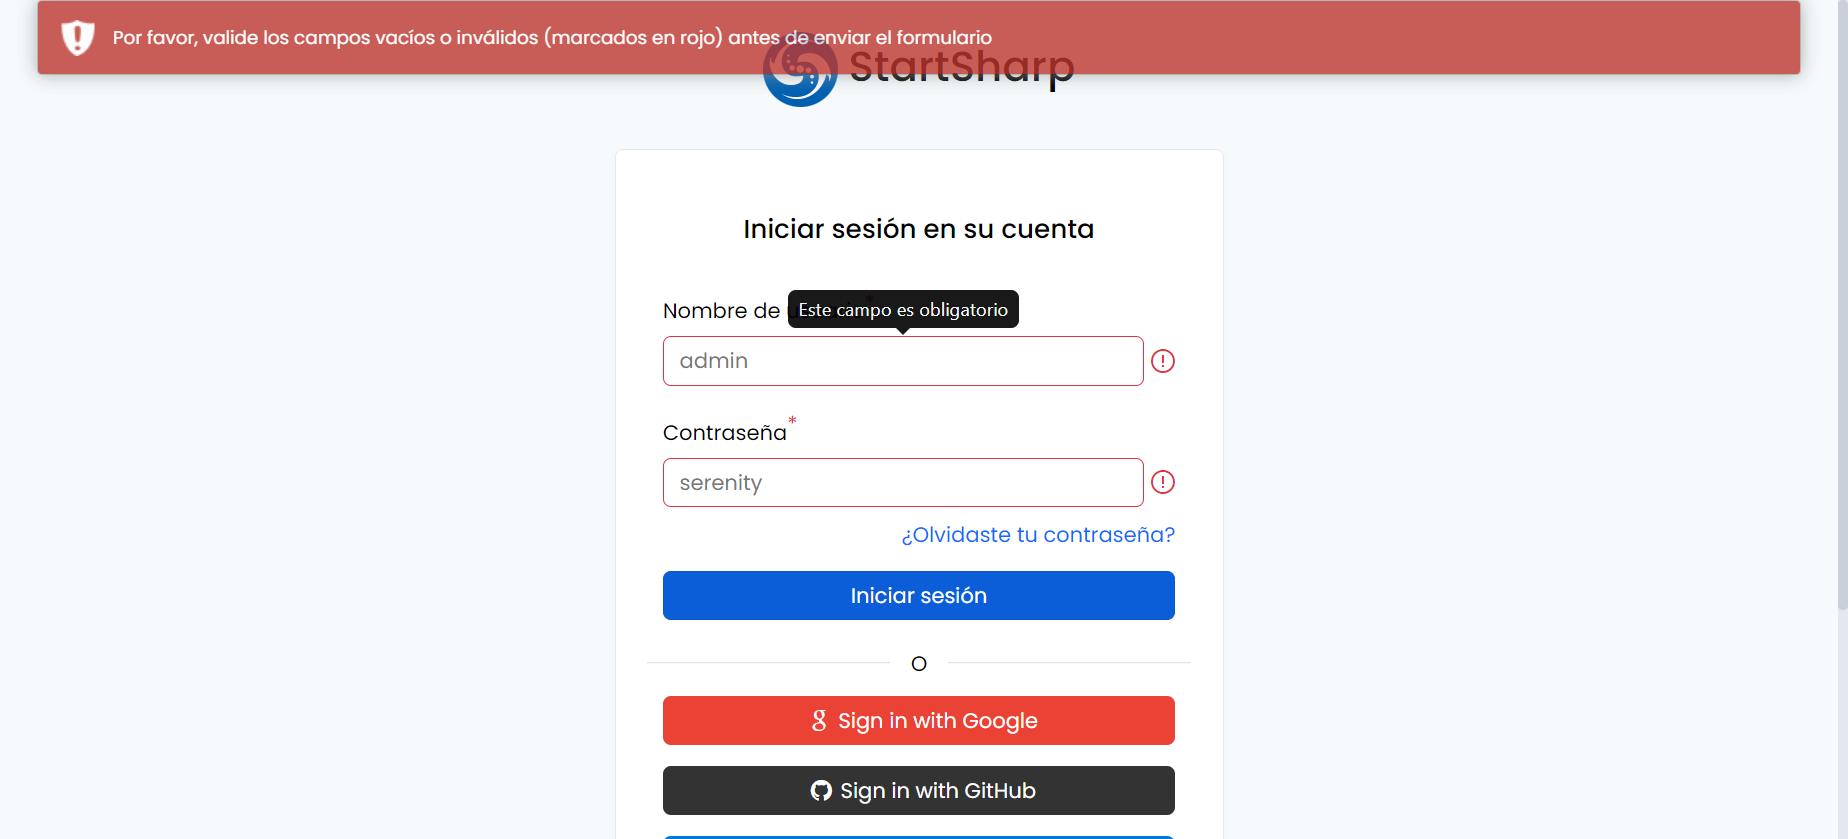 Por favor, valide los campos vacíos o inválidos (marcados en rojo) antes de enviar el formulario
StartSharp
Iniciar sesión en su cuenta
Nombre de
Este campo es obligatorio
admin
Contraseña*
serenity
¿Olvidaste tu contraseña?
Iniciar sesión
O
Sign in with Google
Sign in with GitHub